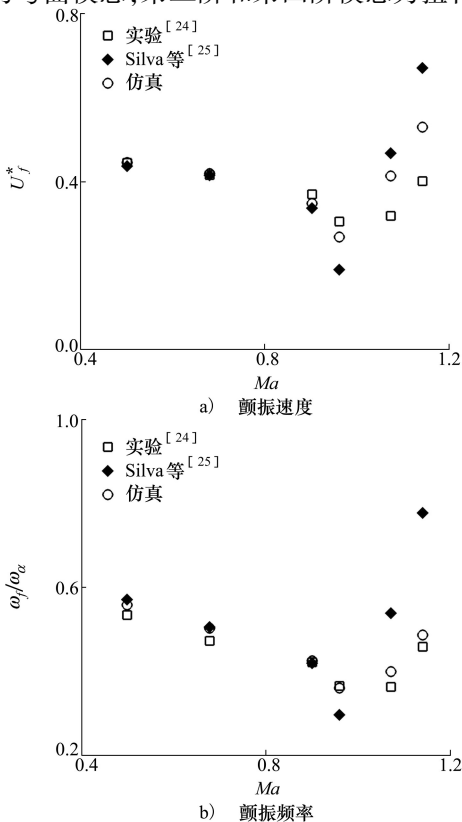 0.8
□ 实验[24]
◆ Silva等[25]
○ 仿真
U*f
0.4
0.0
0.4 0.8 1.2
Ma
a) 颤振速度
1.0
□ 实验[24]
◆ Silva等[25]
○ 仿真
ωf/ωα
0.6
0.2
0.4 0.8 1.2
Ma
b) 颤振频率